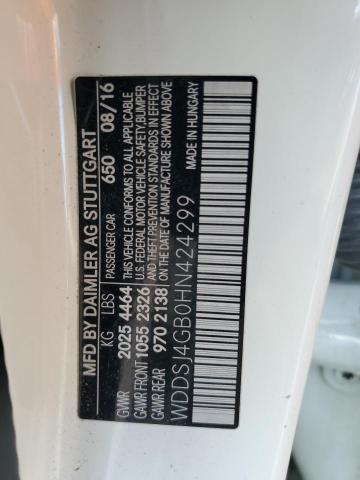 MFD BY DAIMLER AG STUTTGART
KG LBS PASSENGER CAR 650 08/16
GVWR 2025 4464 THIS VEHICLE CONFORMS TO ALL APPLICABLE
GAWR FRONT 1055 2326 U.S. FEDERAL MOTOR VEHICLE SAFETY/BUMPER
GAWR REAR 970 2138 AND THEFT PREVENTION STANDARDS IN EFFECT
ON THE DATE OF MANUFACTURE SHOWN ABOVE
MADE IN HUNGARY
WDDSJ4GB0HN424299